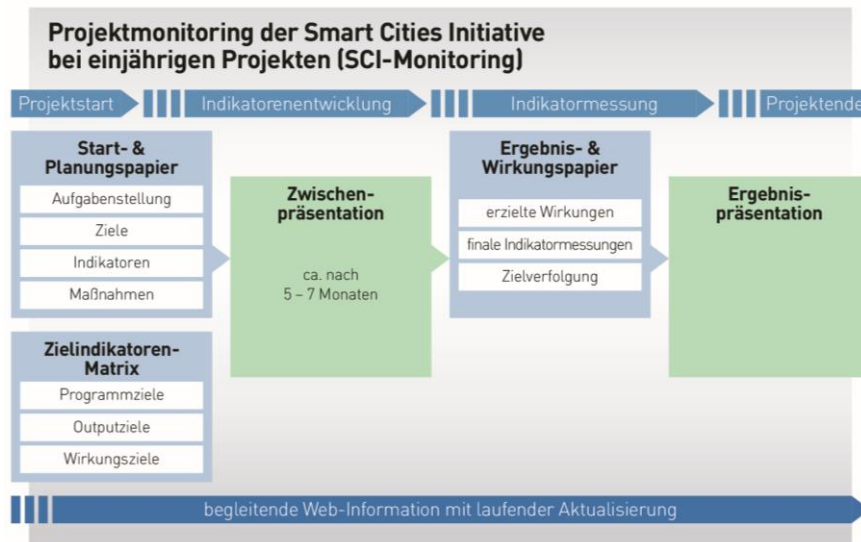 Projektmonitoring der Smart Cities Initiative
bei einjährigen Projekten (SCI-Monitoring)
Projektstart
Indikatorenentwicklung
Indikatormessung
Projektende
Start- &
Planungspapier
Aufgabenstellung
Ziele
Indikatoren
Maßnahmen
Zwischen-
präsentation
ca. nach
5 – 7 Monaten
Ergebnis- &
Wirkungspapier
erzielte Wirkungen
finale Indikatormessungen
Zielverfolgung
Ergebnis-
präsentation
Zielindikatoren-
Matrix
Programmziele
Outputziele
Wirkungsziele
begleitende Web-Information mit laufender Aktualisierung